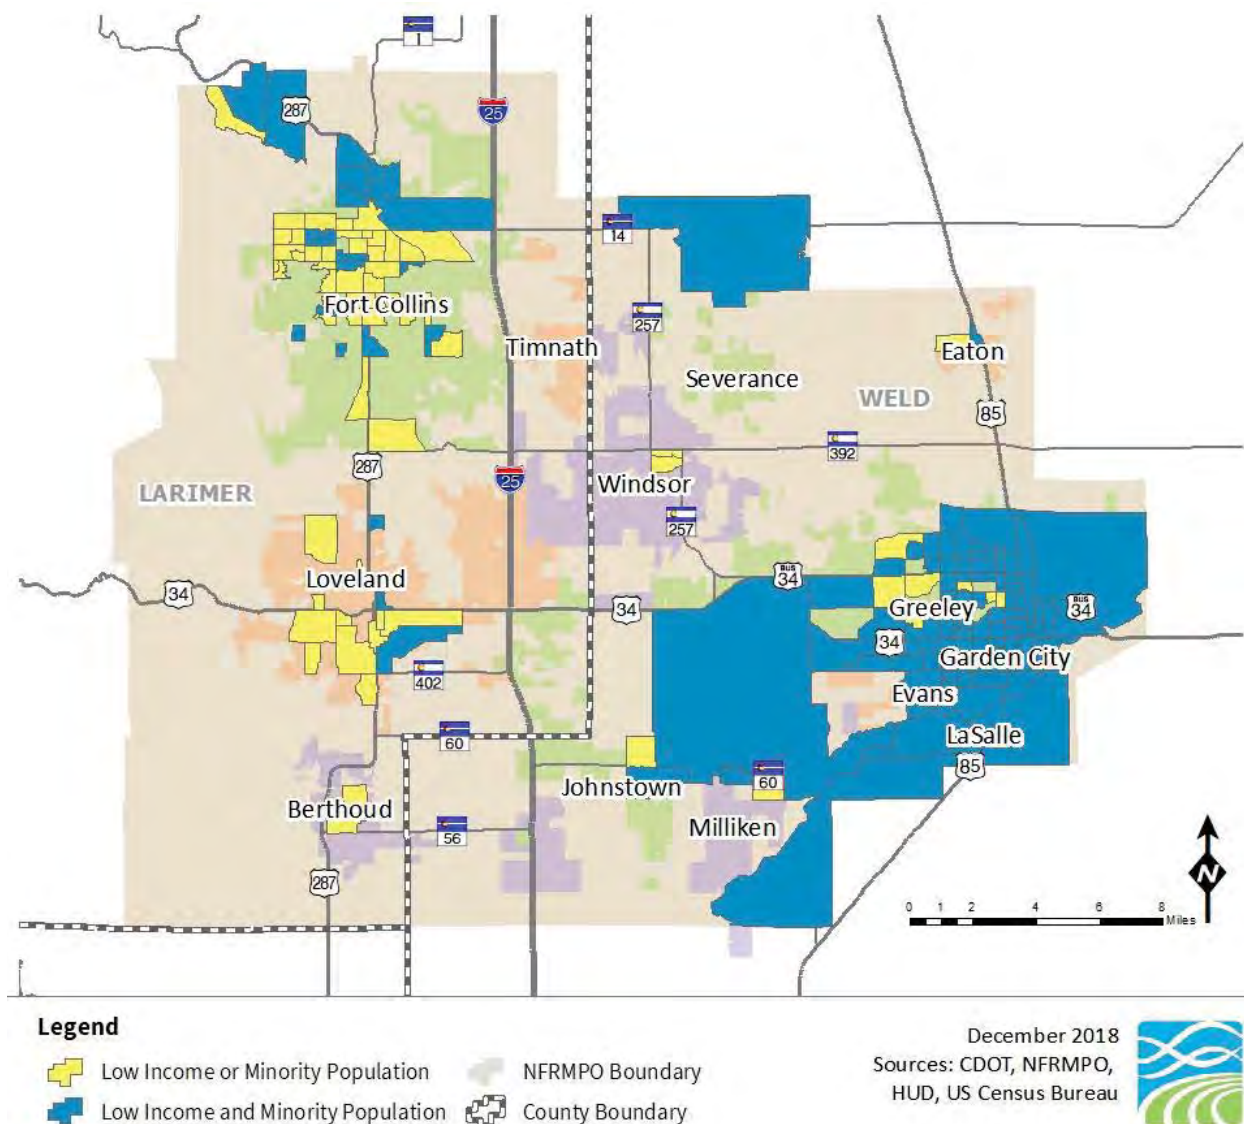 1
287
25
14
257
Fort Collins
Timnath
Eaton
Severance
WELD
85
392
287
25
LARIMER
Windsor
257
Loveland
34
BUS 34
34
Greeley
BUS 34
34
Garden City
402
Evans
60
LaSalle
85
60
Johnstown
Berthoud
Milliken
56
287
N
0 1 2 4 6 8
Miles
Legend
Low Income or Minority Population
Low Income and Minority Population
NFRMPO Boundary
County Boundary
December 2018
Sources: CDOT, NFRMPO,
HUD, US Census Bureau